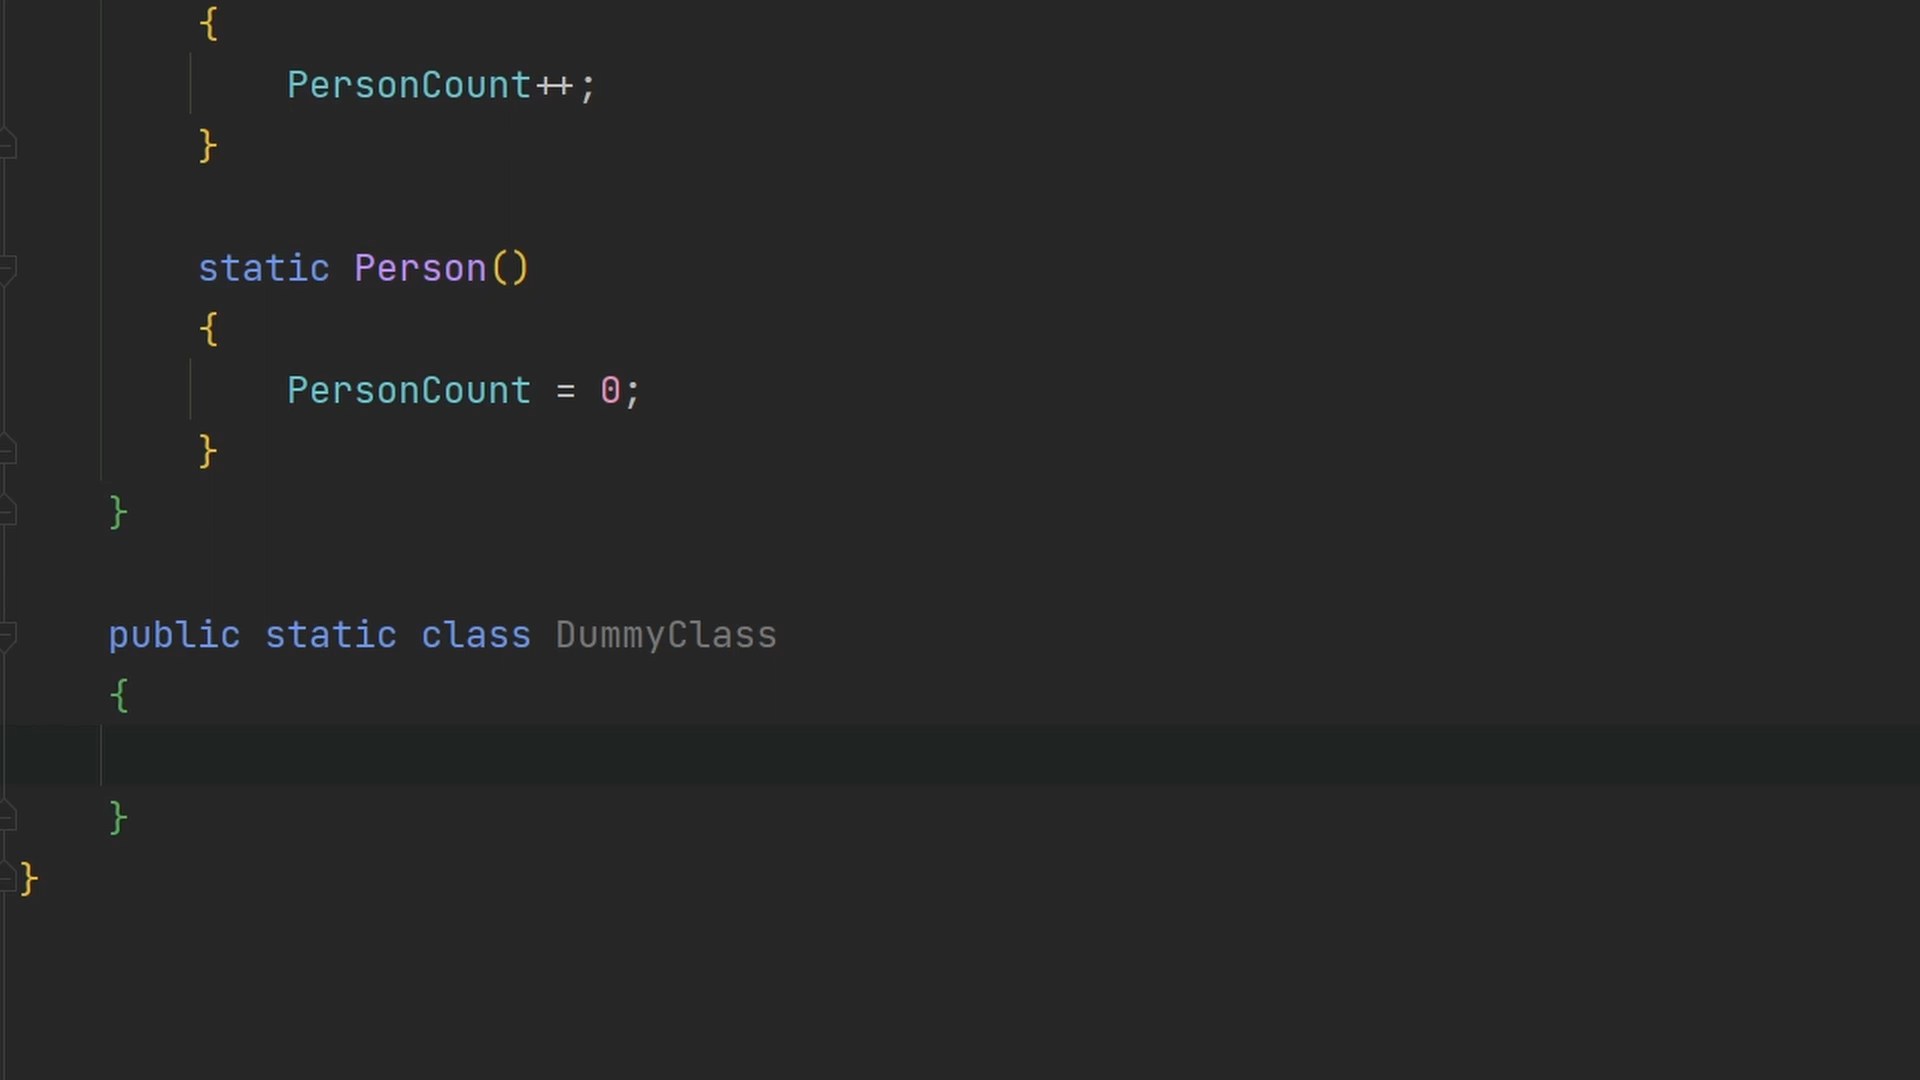 {
PersonCount++;
}
static Person()
{
PersonCount = 0;
}
}
public static class DummyClass
{
}
}